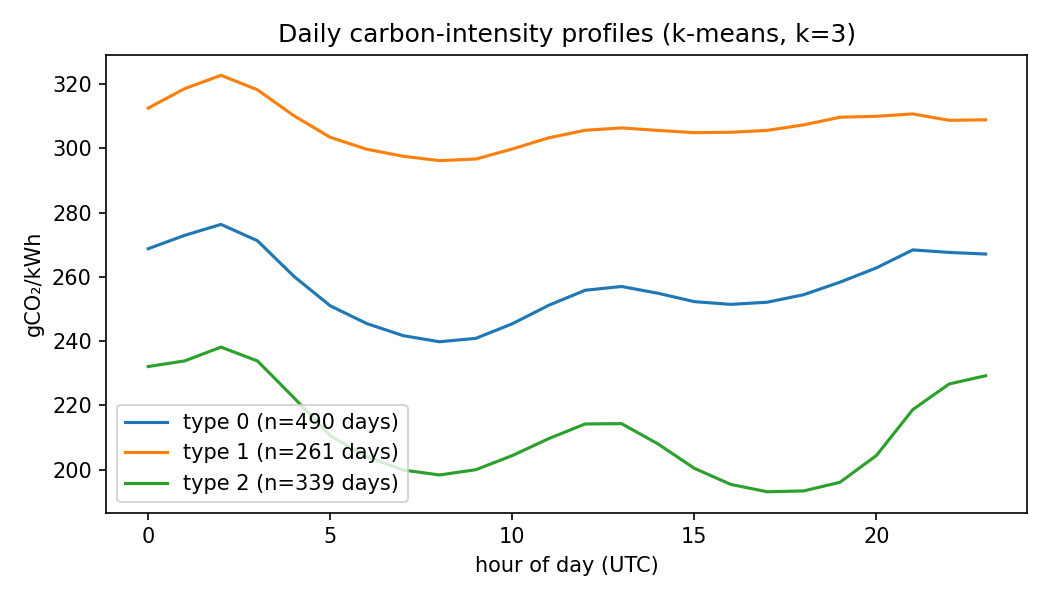 Daily carbon-intensity profiles (k-means, k=3)
gCO₂/kWh
320
300
280
260
240
220
200
type 0 (n=490 days)
type 1 (n=261 days)
type 2 (n=339 days)
0 5 10 15 20
hour of day (UTC)